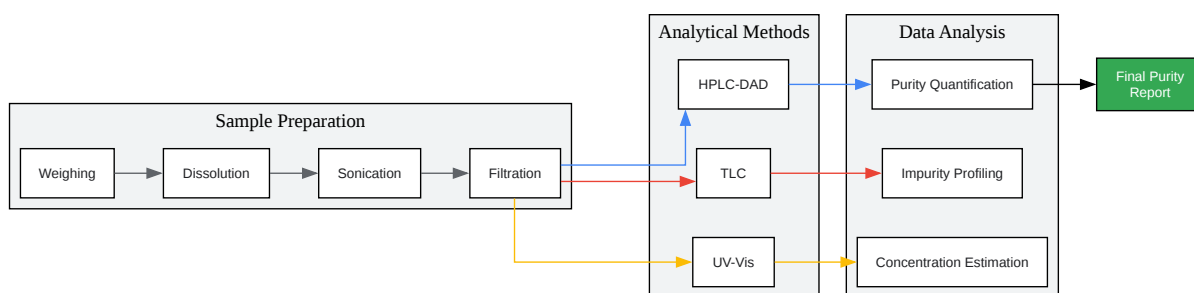 Analytical Methods
Data Analysis
HPLC-DAD
Purity Quantification
Final Purity
Report
Sample Preparation
Weighing
Dissolution
Sonication
Filtration
TLC
Impurity Profiling
UV-Vis
Concentration Estimation